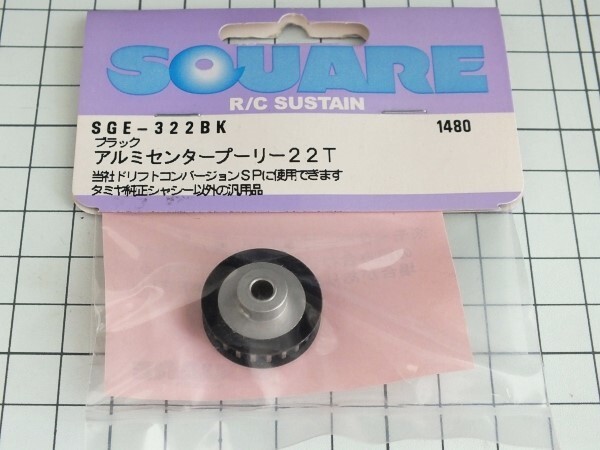 SQUARE
R/C SUSTAIN
SGE-322BK 1480
ブラック
アルミセンタープーリー22T
当社ドリフトコンバージョンSPに使用できます
タミヤ純正シャシー以外の汎用品